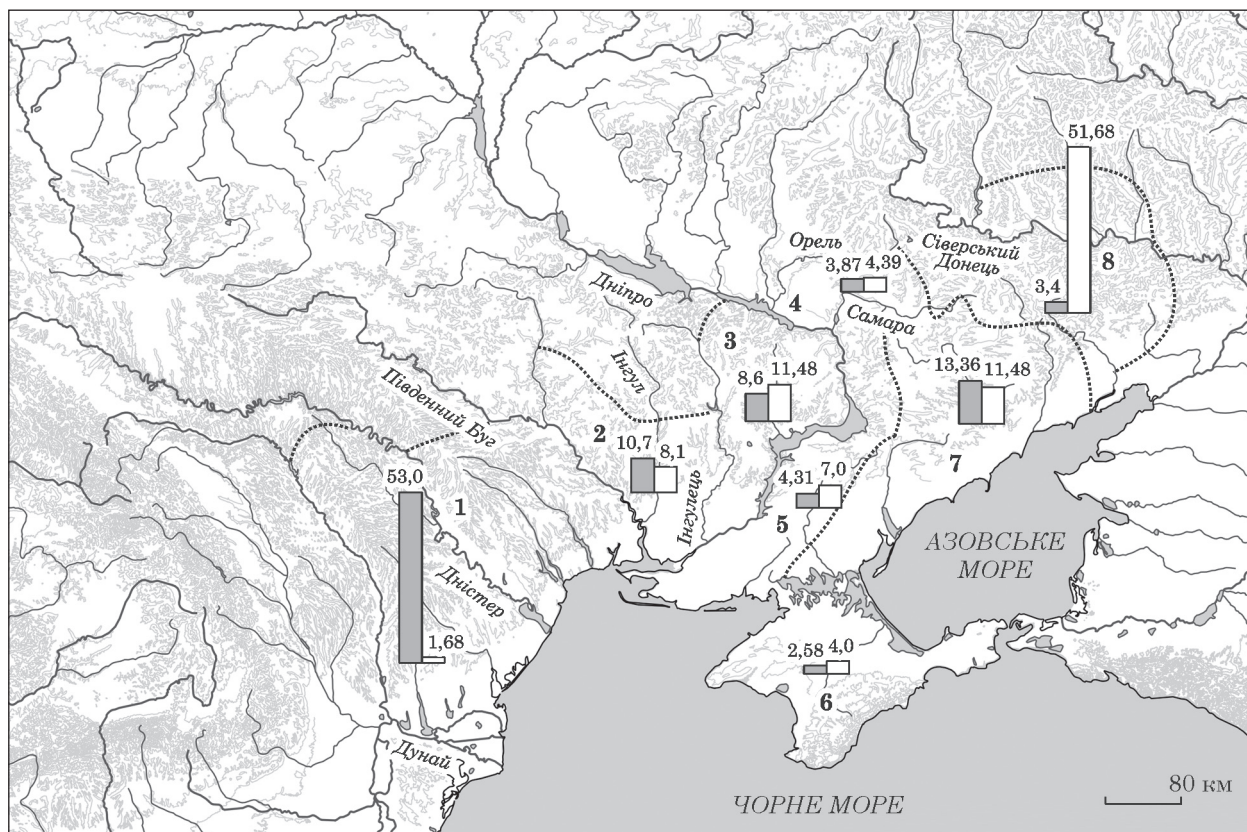 51,68
Орель
3,87 4,39
Сіверський
Донець
8
3,4
Дніпро
4
Самара
3
Інгул
8,6
11,48
13,36
11,48
Південний Буг
2
10,7
8,1
Інгулець
53,0
1
4,31
7,0
5
7
АЗОВСЬКЕ
МОРЕ
Дністер
1,68
2,58 4,0
6
Дунай
80 км
ЧОРНЕ МОРЕ